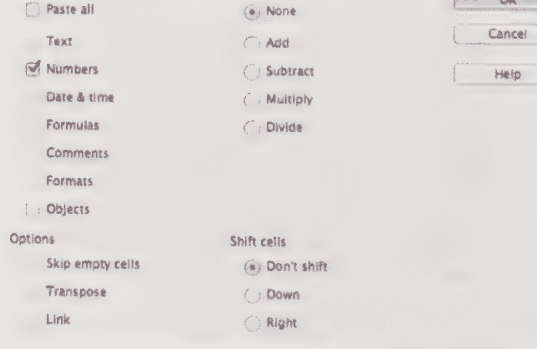 Paste all
Text
Numbers
Date & time
Formulas
Comments
Formats
Objects
None
Add
Subtract
Multiply
Divide
OK
Cancel
Help
Options
Skip empty cells
Transpose
Link
Shift cells
Don't shift
Down
Right